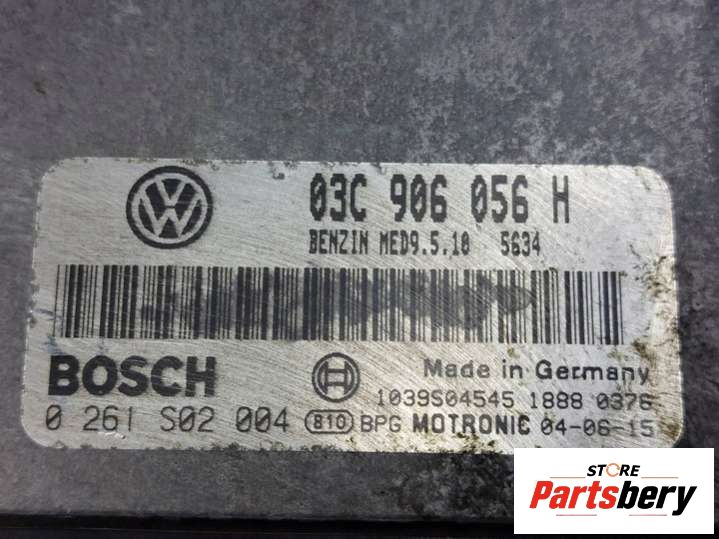 03C 906 056 H
BENZIN MED9.5.10 5634
BOSCH
Made in Germany
1039S04545 1888 0376
0 261 S02 004 810 BPG MOTRONIC 04-06-15
STORE
Partsbery